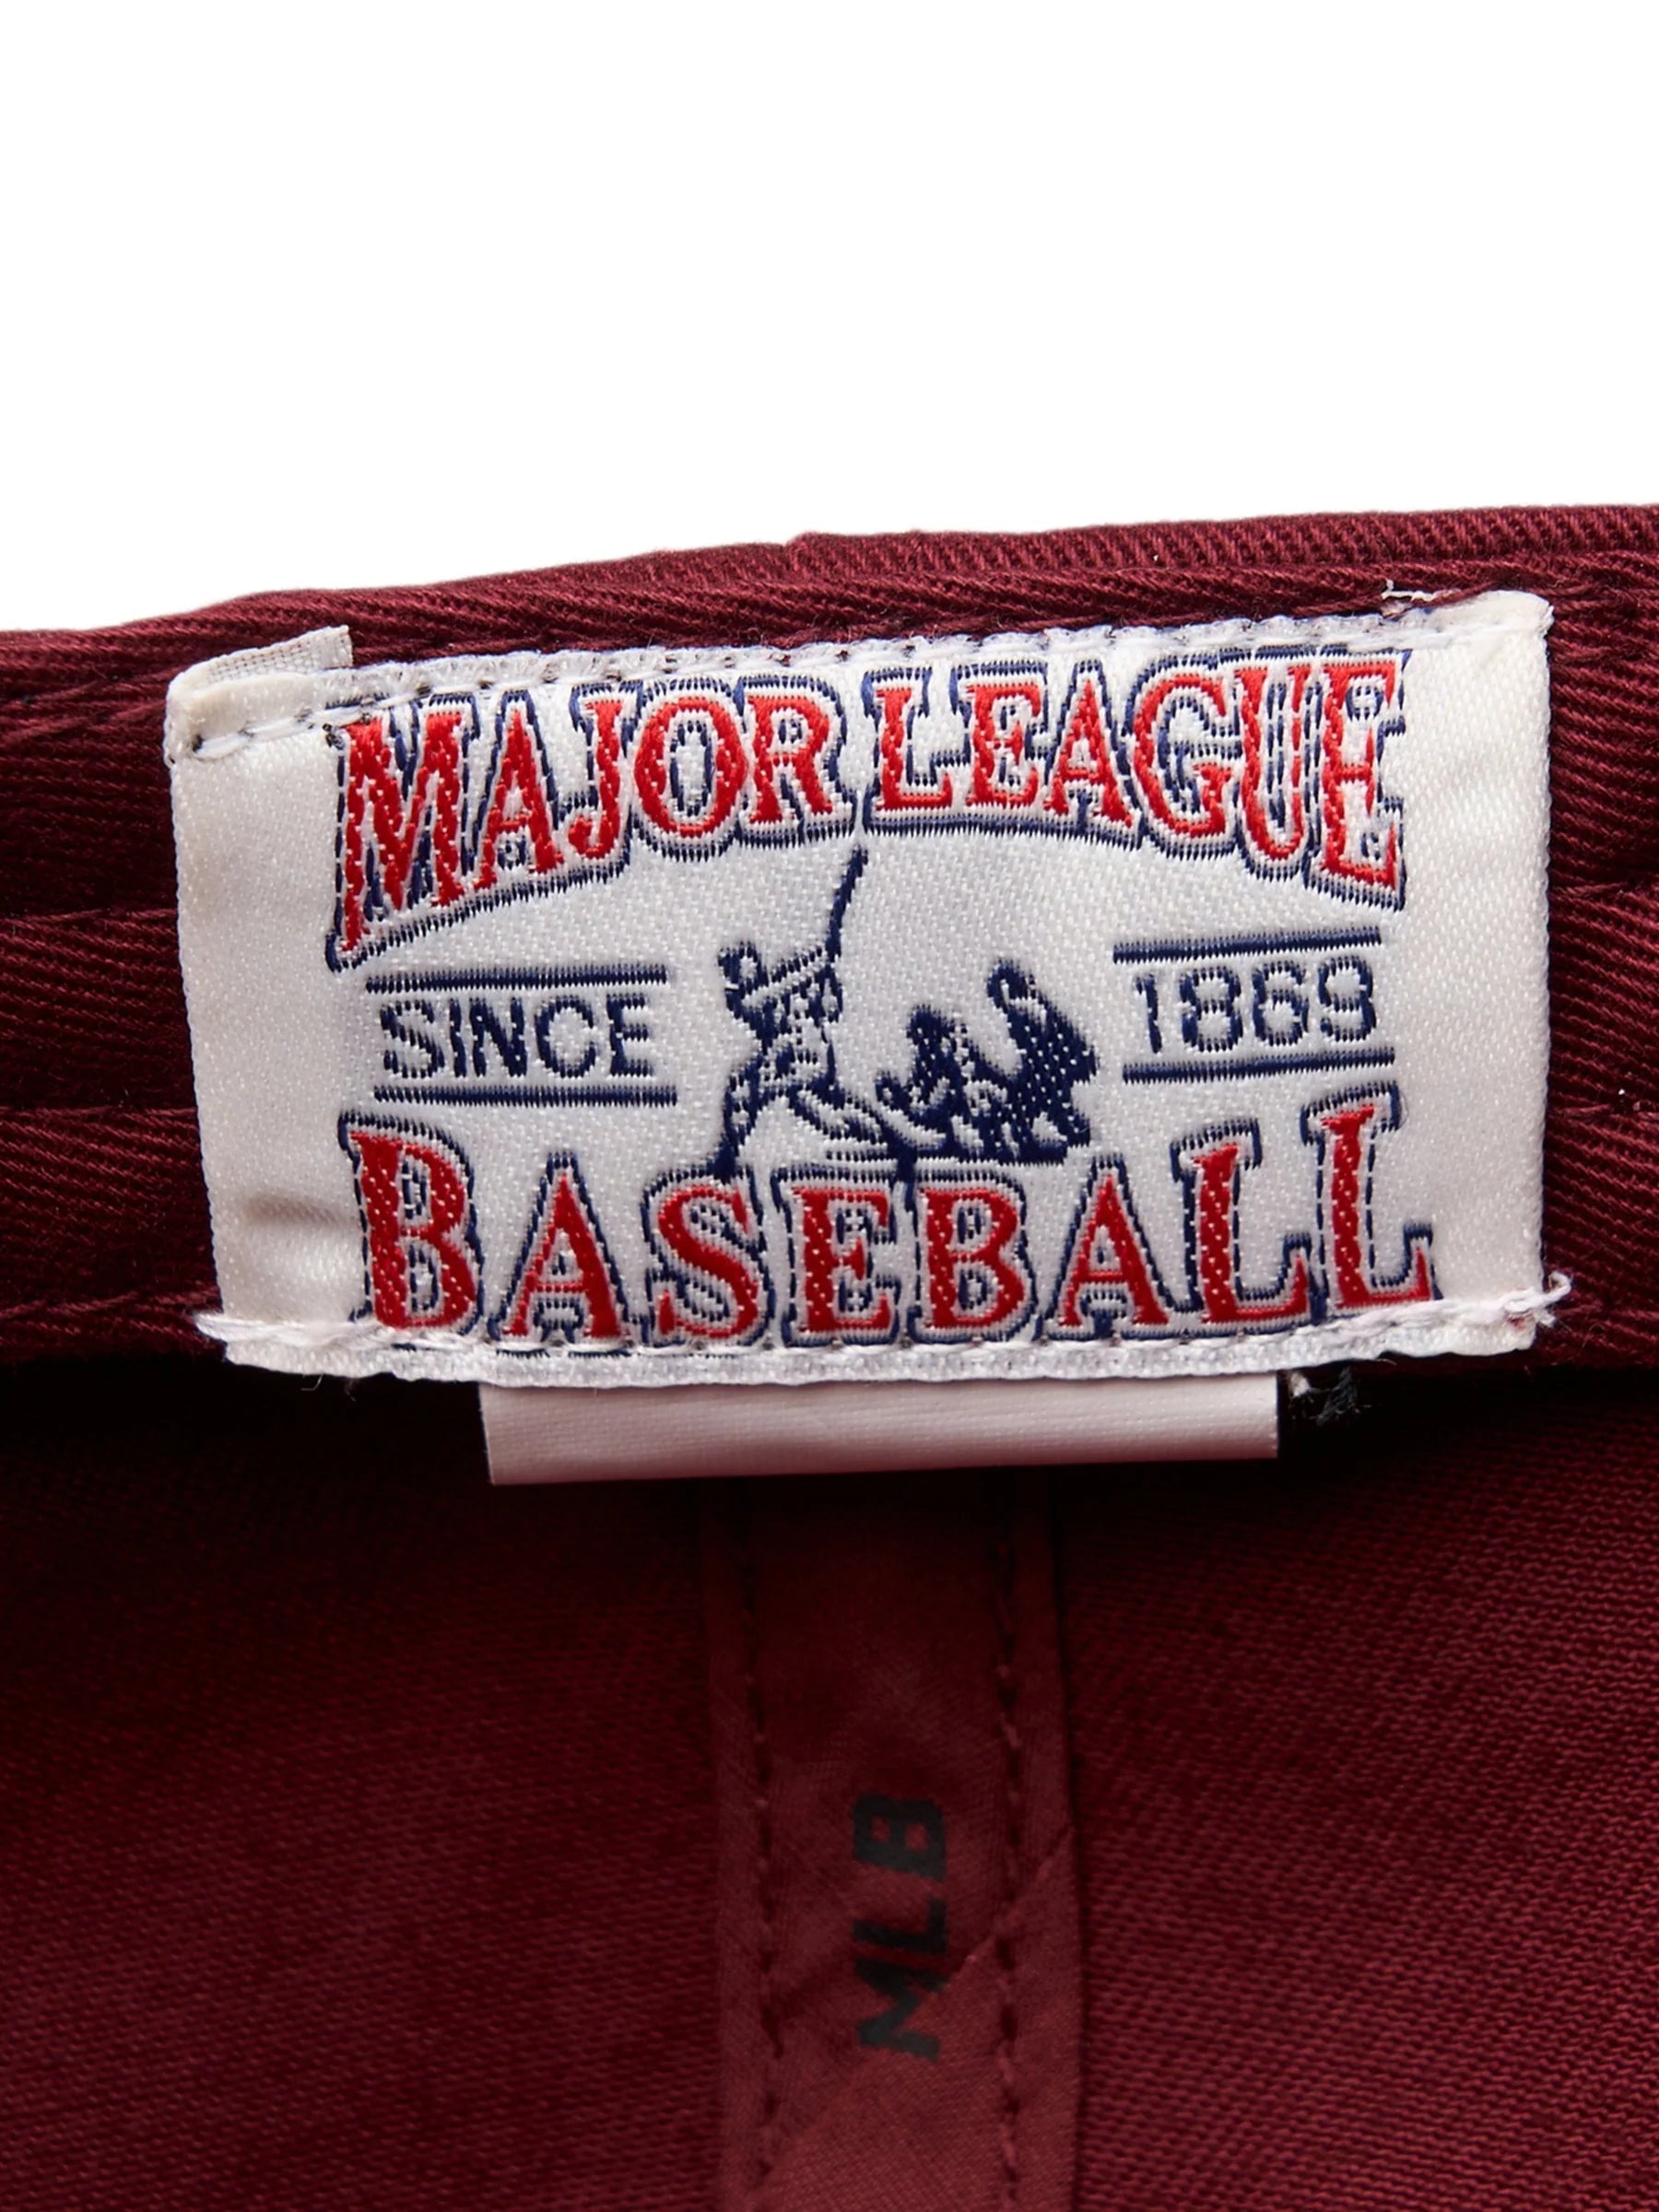 MAJOR LEAGUE
SINCE 1869
BASEBALL
MLB